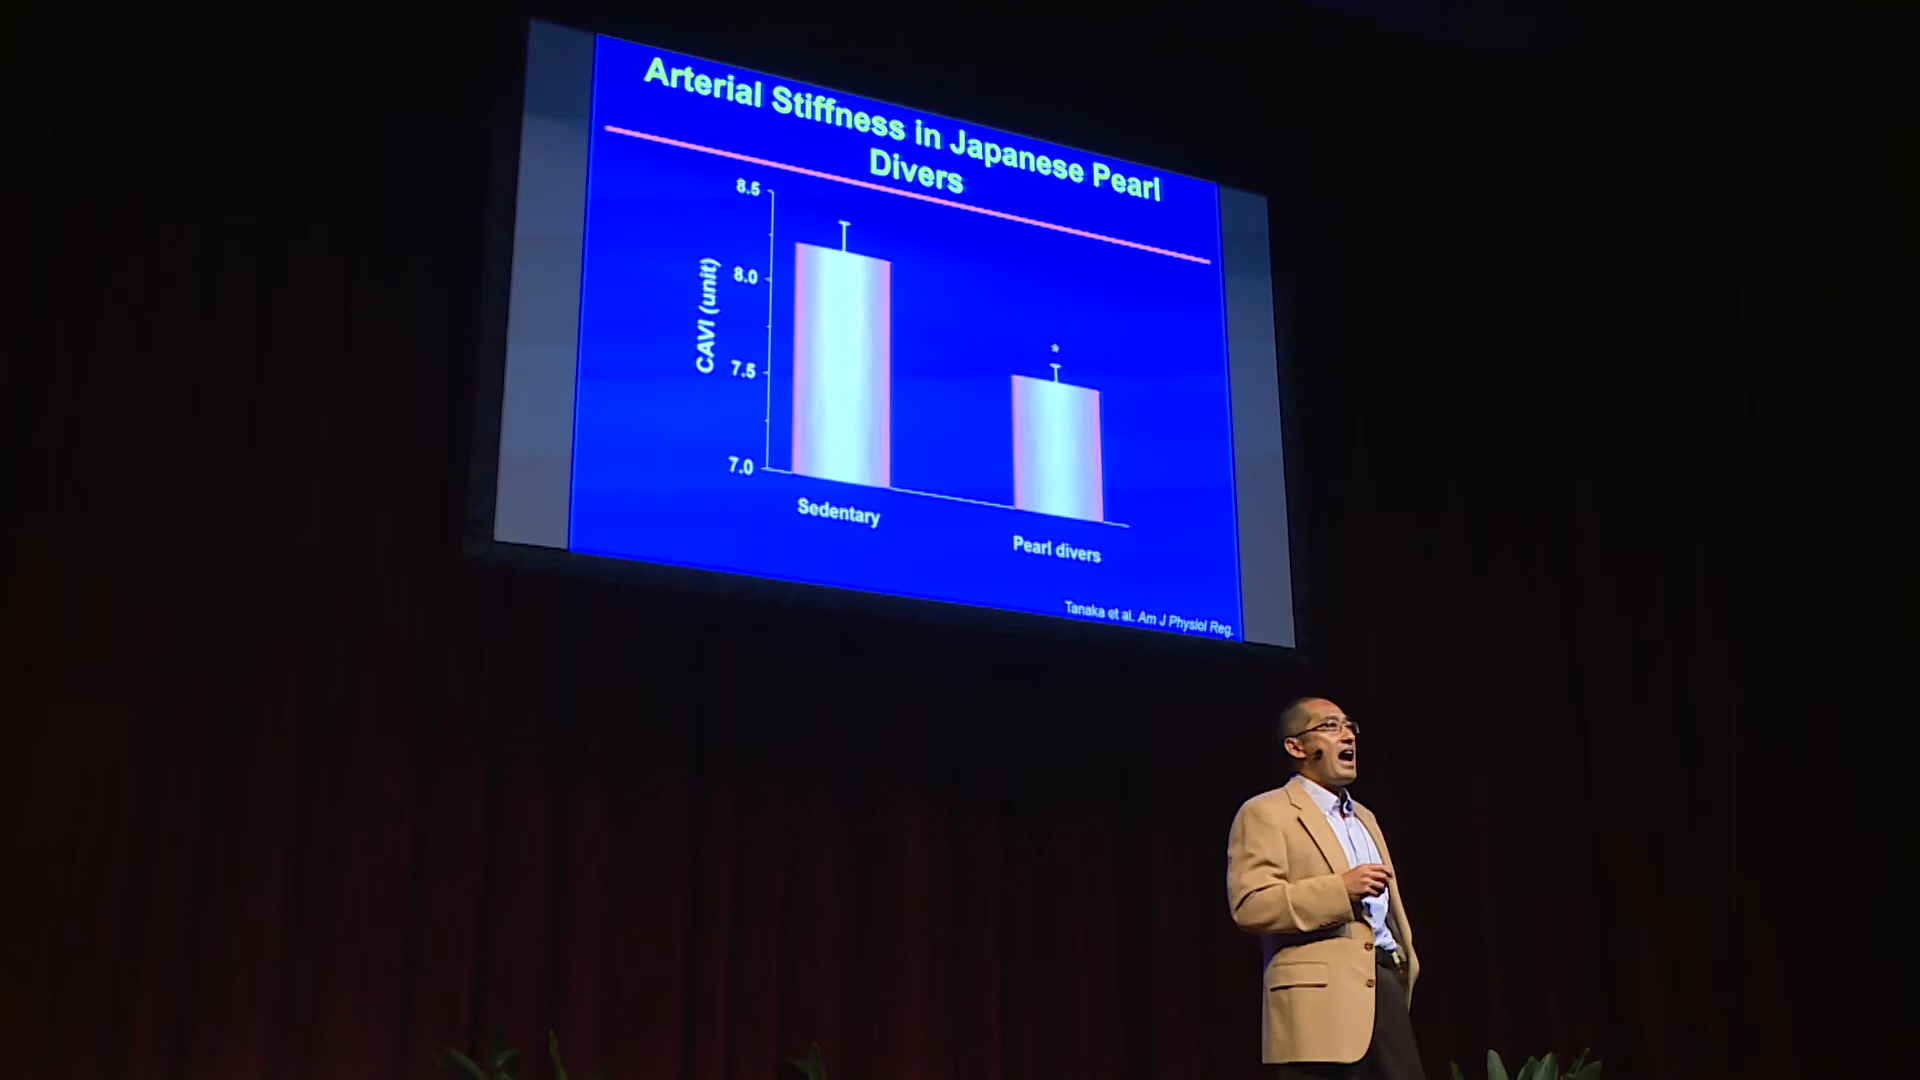 Arterial Stiffness in Japanese Pearl
Divers
8.5
8.0
7.5
7.0
CAVI (unit)
*
Sedentary
Pearl divers
Tanaka et al. Am J Physiol Reg.